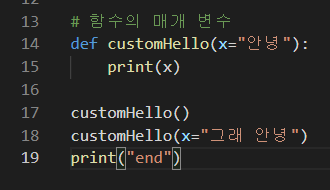 13 # 함수의 매개 변수
14 def customHello(x="안녕"):
15     print(x)
16
17 customHello()
18 customHello(x="그래 안녕")
19 print("end")